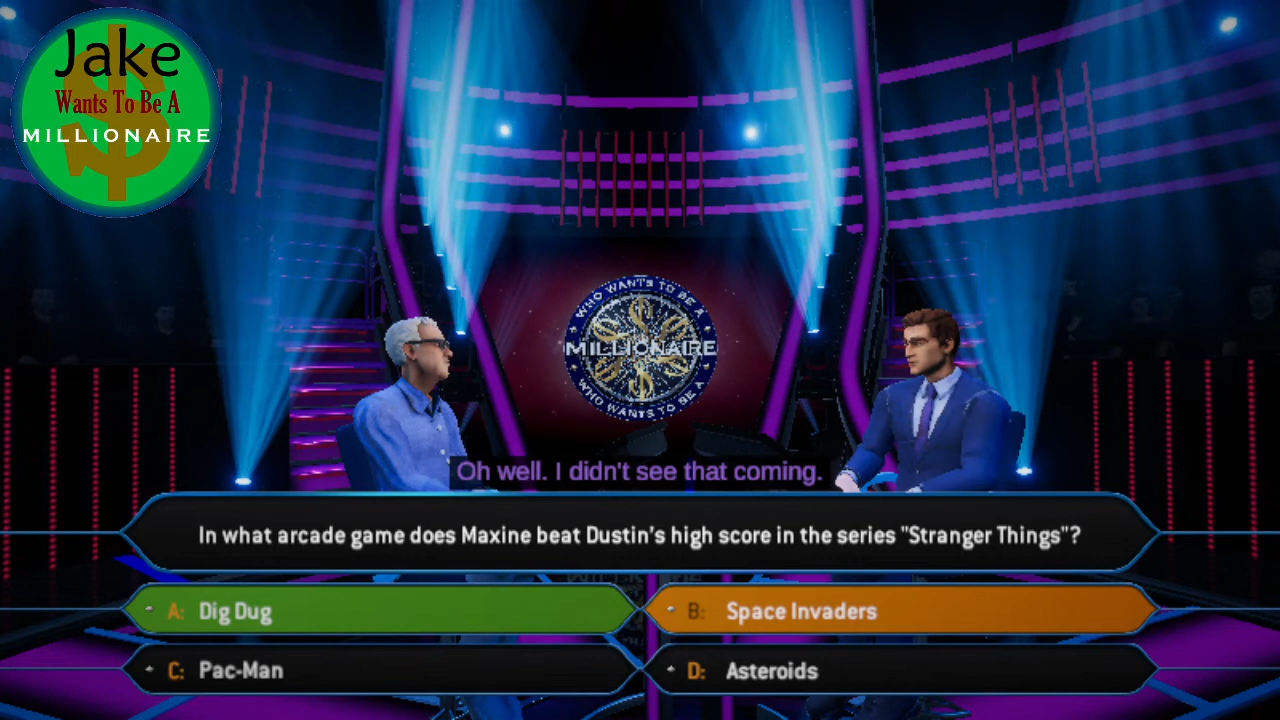 Jake
Wants To Be A
MILLIONAIRE
WHO WANTS TO BE A
MILLIONAIRE
WHO WANTS TO BE A
Oh well. I didn't see that coming.
In what arcade game does Maxine beat Dustin's high score in the series "Stranger Things"?
A: Dig Dug
B: Space Invaders
C: Pac-Man
D: Asteroids